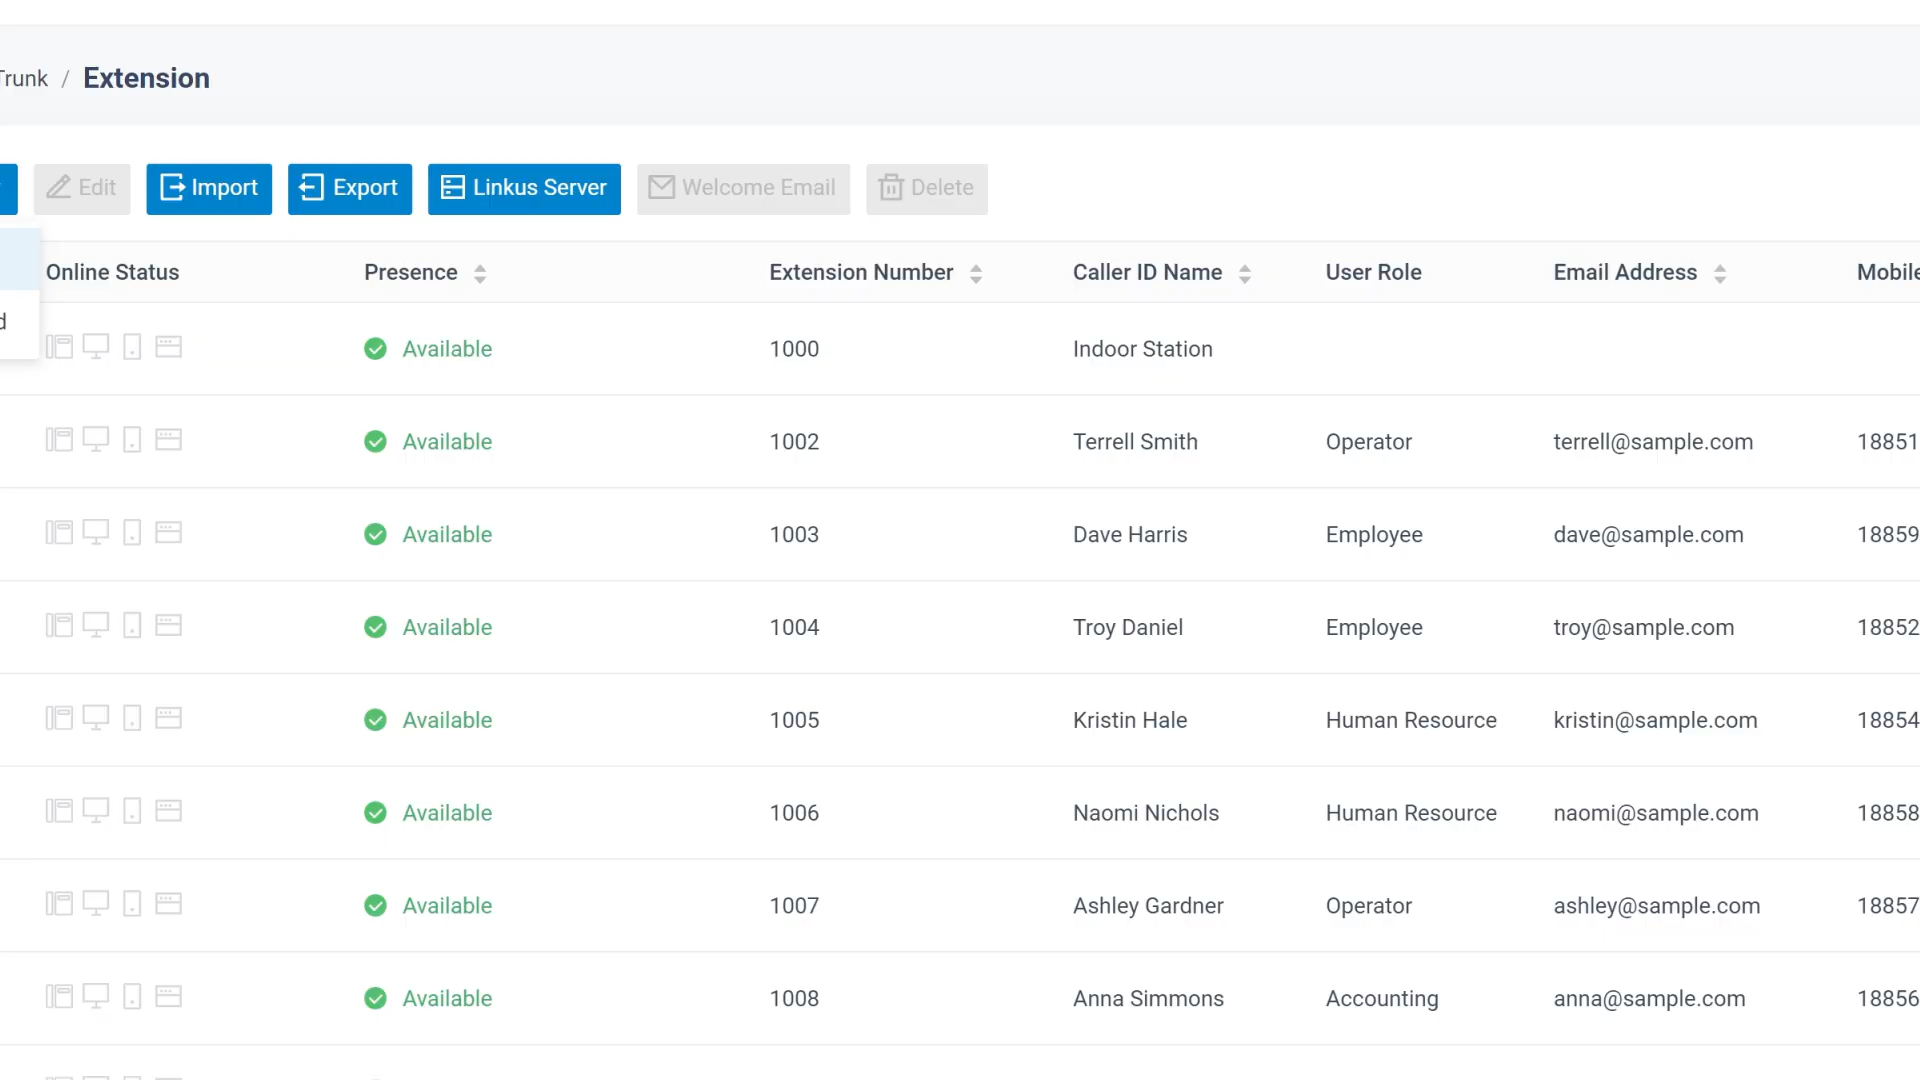 Trunk / Extension
Edit Import Export Linkus Server Welcome Email Delete
Online Status Presence Extension Number Caller ID Name User Role Email Address Mobile
d
Available 1000 Indoor Station
Available 1002 Terrell Smith Operator terrell@sample.com 18851
Available 1003 Dave Harris Employee dave@sample.com 18859
Available 1004 Troy Daniel Employee troy@sample.com 18852
Available 1005 Kristin Hale Human Resource kristin@sample.com 18854
Available 1006 Naomi Nichols Human Resource naomi@sample.com 18858
Available 1007 Ashley Gardner Operator ashley@sample.com 18857
Available 1008 Anna Simmons Accounting anna@sample.com 18856